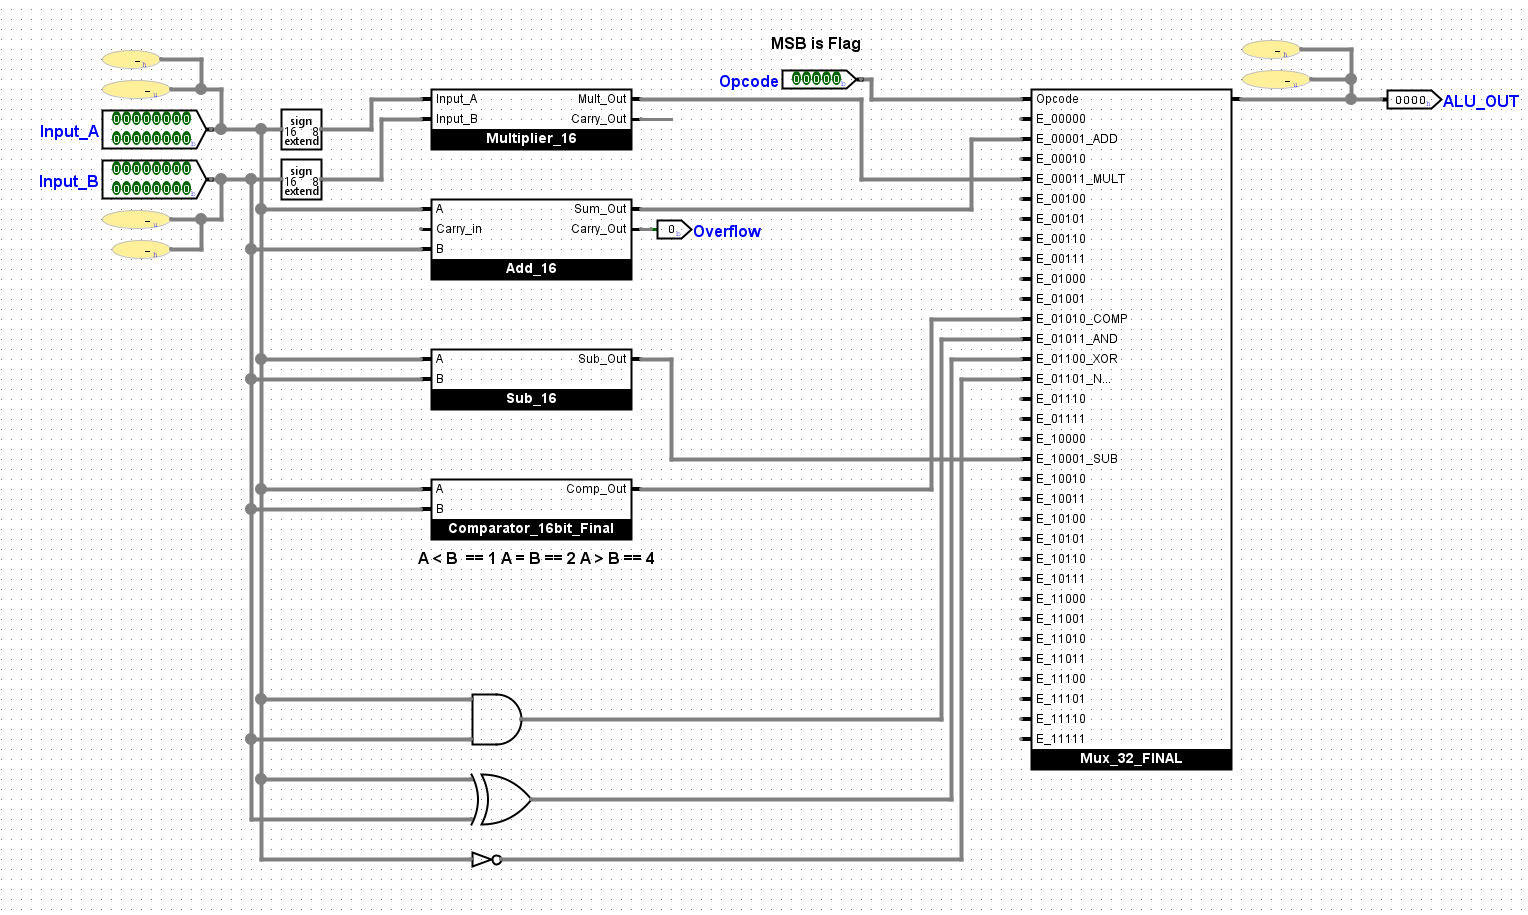 MSB is Flag
Opcode
00000
- h
- u
00000000
00000000
Input_A
sign
16 8
extend
00000000
00000000
Input_B
sign
16 8
extend
- u
- h
Input_A
Input_B
Mult_Out
Carry_Out
Multiplier_16
A
Carry_in
B
Sum_Out
Carry_Out
Add_16
0
Overflow
A
B
Sub_Out
Sub_16
A
B
Comp_Out
Comparator_16bit_Final
A < B == 1 A = B == 2 A > B == 4
Opcode
E_00000
E_00001_ADD
E_00010
E_00011_MULT
E_00100
E_00101
E_00110
E_00111
E_01000
E_01001
E_01010_COMP
E_01011_AND
E_01100_XOR
E_01101_N...
E_01110
E_01111
E_10000
E_10001_SUB
E_10010
E_10011
E_10100
E_10101
E_10110
E_10111
E_11000
E_11001
E_11010
E_11011
E_11100
E_11101
E_11110
E_11111
Mux_32_FINAL
- h
- u
0000
ALU_OUT